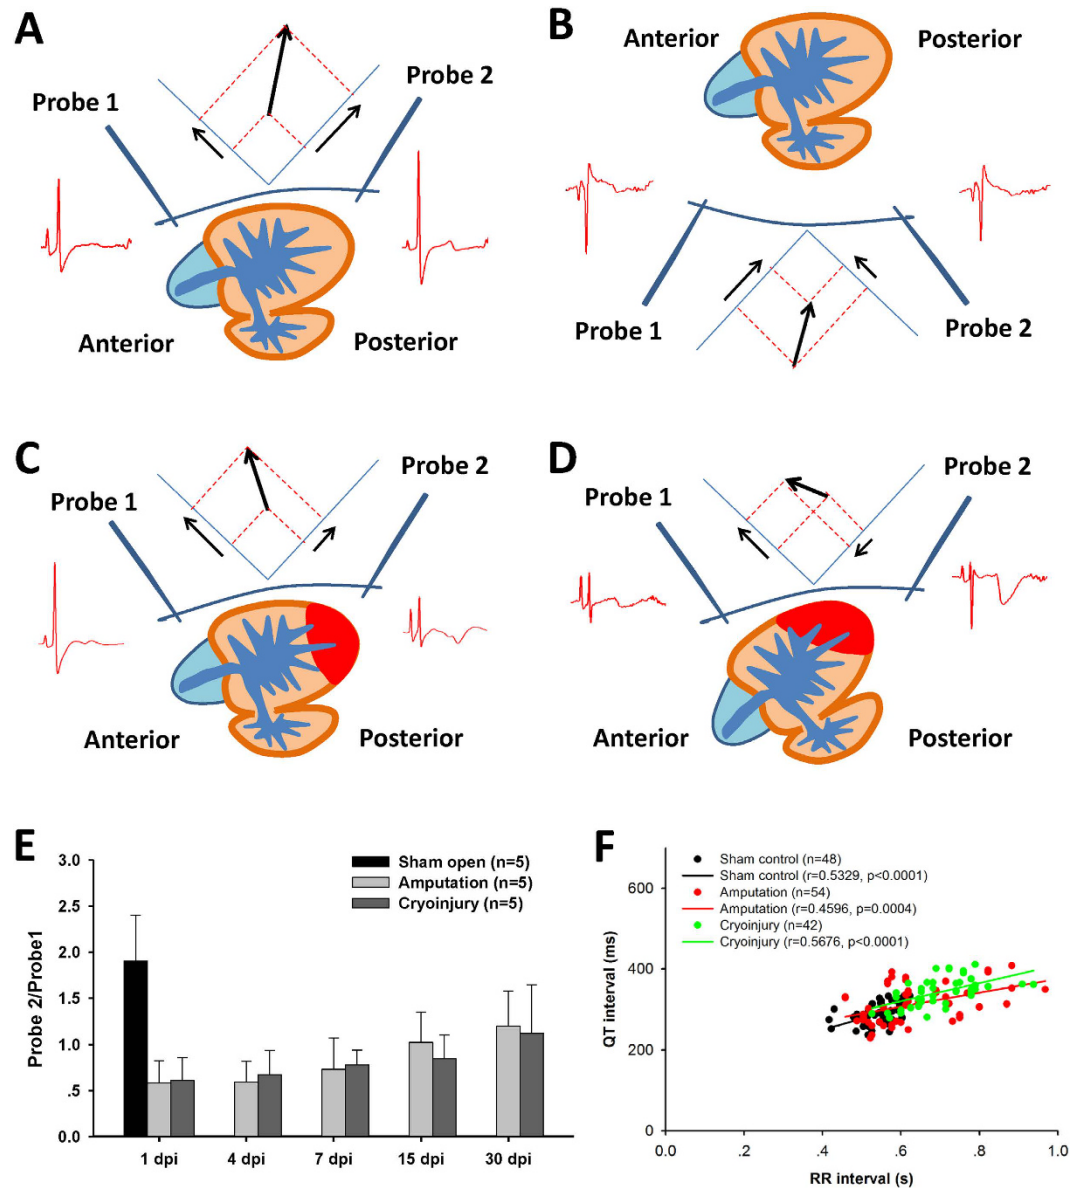 A
Probe 1
Probe 2
Anterior
Posterior
B
Anterior
Posterior
Probe 1
Probe 2
C
Probe 1
Probe 2
Anterior
Posterior
D
Probe 1
Probe 2
Anterior
Posterior
E
Probe 2/Probe1
3.0
2.5
2.0
1.5
1.0
.5
0.0
Sham open (n=5)
Amputation (n=5)
Cryoinjury (n=5)
1 dpi
4 dpi
7 dpi
15 dpi
30 dpi
F
QT interval (ms)
600
400
200
0
Sham control (n=48)
Sham control (r=0.5329, p<0.0001)
Amputation (n=54)
Amputation (r=0.4596, p=0.0004)
Cryoinjury (n=42)
Cryoinjury (r=0.5676, p<0.0001)
0.0
.2
.4
.6
.8
1.0
RR interval (s)